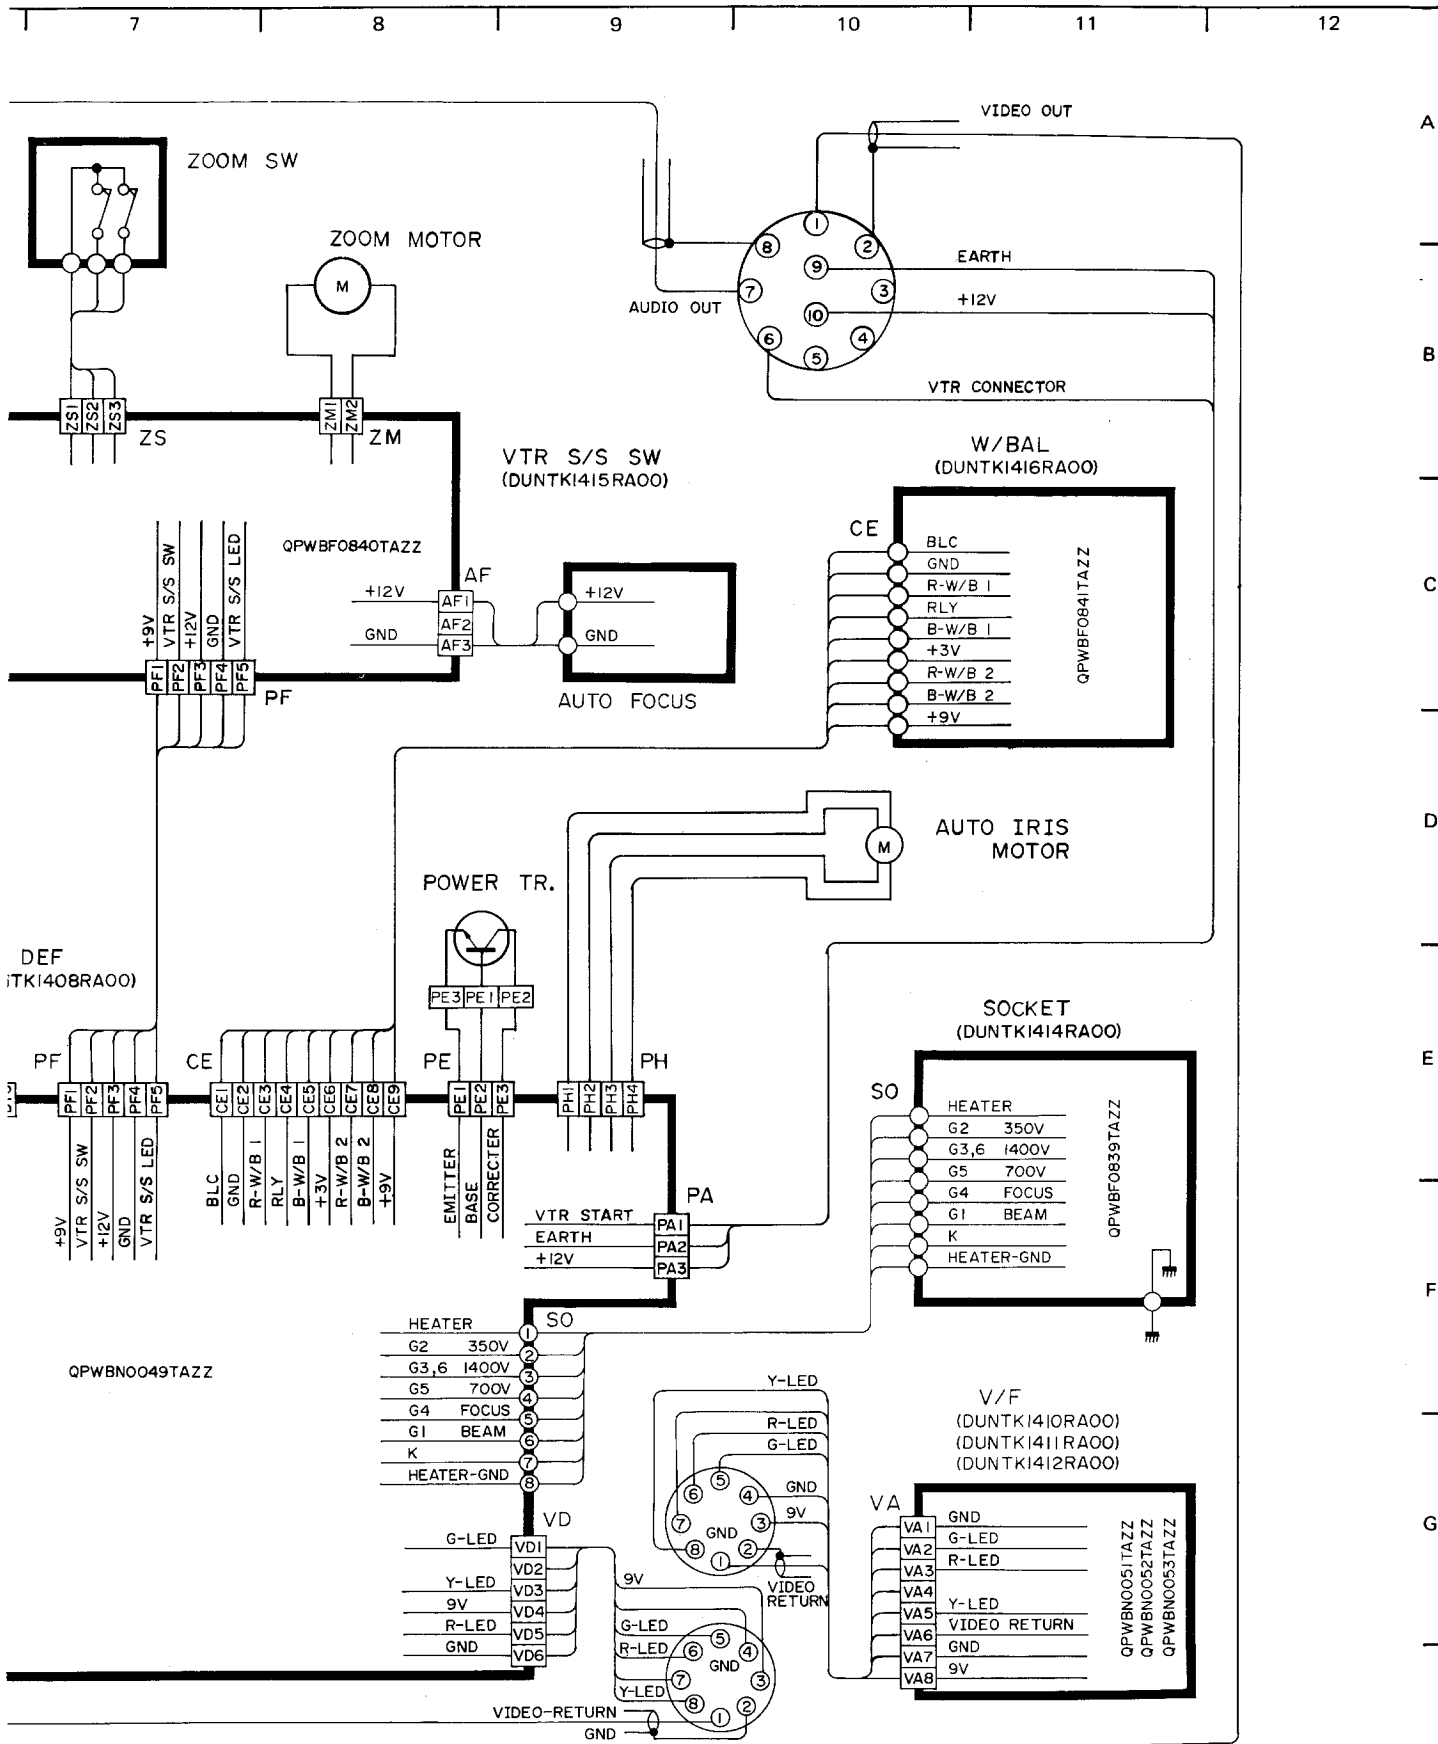 7 8 9 10 11 12
A
VIDEO OUT
ZOOM SW
1
8 2
ZOOM MOTOR
9
EARTH
M
7 3
AUDIO OUT
10
+12V
6 4
5
B
VTR CONNECTOR
ZS1 ZS2 ZS3
ZS
ZM1 ZM2
ZM
W/BAL
(DUNTK1416RA00)
VTR S/S SW
(DUNTK1415RA00)
CE
BLC
GND
R-W/B 1
RLY
B-W/B 1
+3V
R-W/B 2
B-W/B 2
+9V
QPWBF0841TAZZ
QPWBF0840TAZZ
C
+9V
VTR S/S SW
+12V
GND
VTR S/S LED
AF
+12V
AF1
AF2
GND
AF3
+12V
GND
PF1 PF2 PF3 PF4 PF5
PF
AUTO FOCUS
D
AUTO IRIS
MOTOR
M
POWER TR.
DEF
TK1408RA00)
PE3 PE1 PE2
SOCKET
(DUNTK1414RA00)
E
PF
PF1 PF2 PF3 PF4 PF5
CE
CE1 CE2 CE3 CE4 CE5 CE6 CE7 CE8 CE9
PE
PE1 PE2 PE3
PH
PH1 PH2 PH3 PH4
SO
HEATER
G2 350V
G3,6 1400V
G5 700V
G4 FOCUS
G1 BEAM
K
HEATER-GND
QPWBF0839TAZZ
+9V
VTR S/S SW
+12V
GND
VTR S/S LED
BLC
GND
R-W/B 1
RLY
B-W/B 1
+3V
R-W/B 2
B-W/B 2
+9V
EMITTER
BASE
CORRECTER
PA
VTR START
PA1
EARTH
PA2
+12V
PA3
F
SO
HEATER 1
G2 350V 2
G3,6 1400V 3
G5 700V 4
G4 FOCUS 5
G1 BEAM 6
K 7
HEATER-GND 8
QPWBN0049TAZZ
Y-LED
R-LED
G-LED
GND
9V
5
6 4
7 GND 3
8 2
1
VIDEO
RETURN
V/F
(DUNTK1410RA00)
(DUNTK1411RA00)
(DUNTK1412RA00)
G
VA
VA1 GND
VA2 G-LED
VA3 R-LED
VA4
VA5 Y-LED
VA6 VIDEO RETURN
VA7 GND
VA8 9V
QPWBN0051TAZZ
QPWBN0052TAZZ
QPWBN0053TAZZ
VD
G-LED VD1
VD2
Y-LED VD3
9V VD4
R-LED VD5
GND VD6
9V
G-LED
R-LED
Y-LED
5
6 4
GND
7 3
8 2
1
VIDEO-RETURN
GND